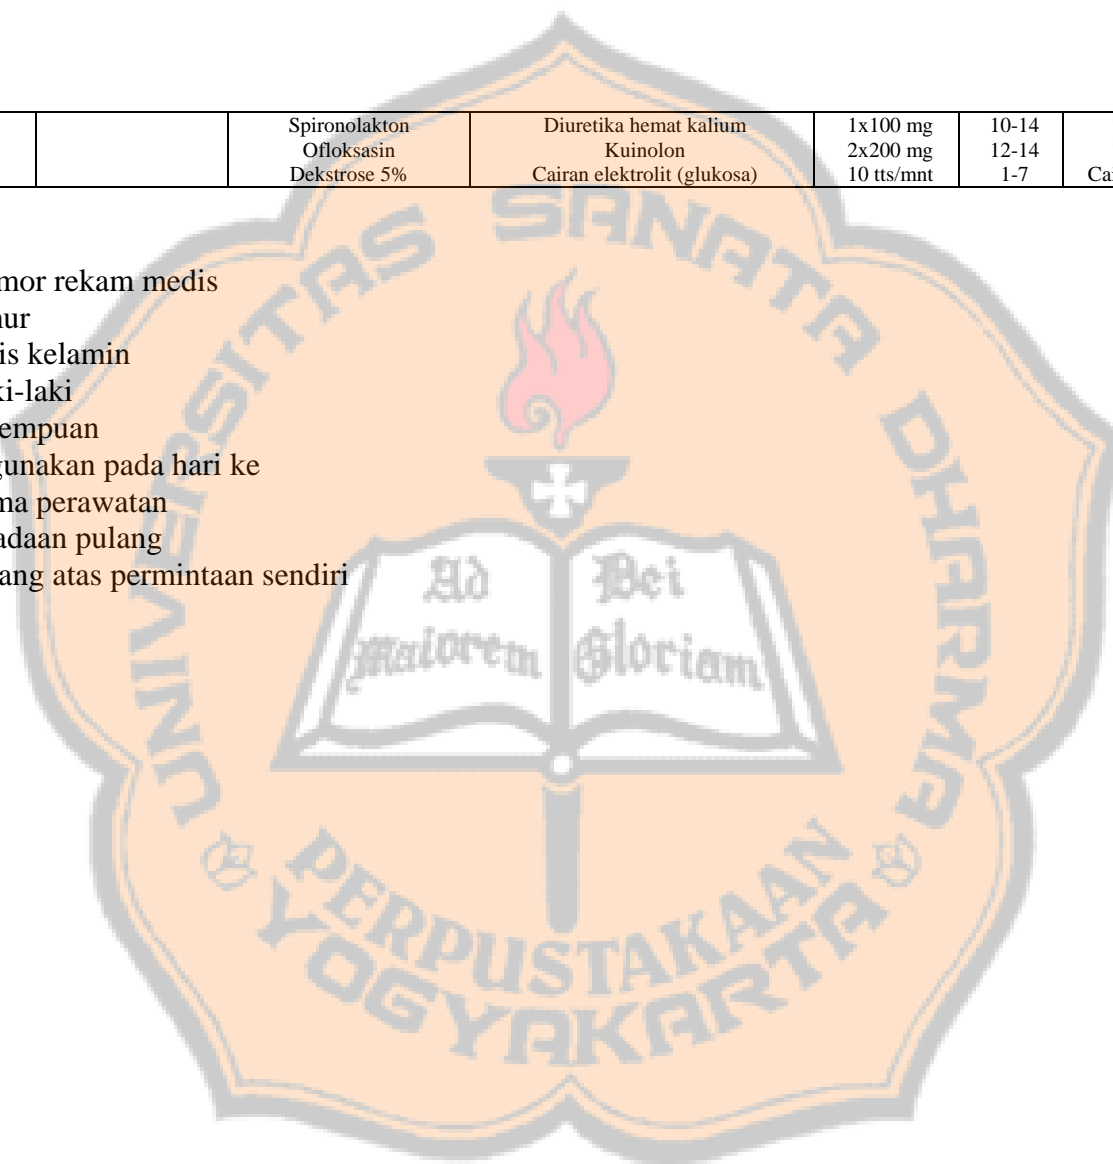 Spironolakton Diuretika hemat kalium 1x100 mg 10-14
Ofloksasin Kuinolon 2x200 mg 12-14
Dekstrose 5% Cairan elektrolit (glukosa) 10 tts/mnt 1-7 Cai
mor rekam medis
mur
is kelamin
ki-laki
empuan
gunakan pada hari ke
ma perawatan
adaan pulang
ang atas permintaan sendiri
UNIVERSITAS SANATA DHARMA
Ad Dei
Maiorem Gloriam
PERPUSTAKAAN
YOGYAKARTA